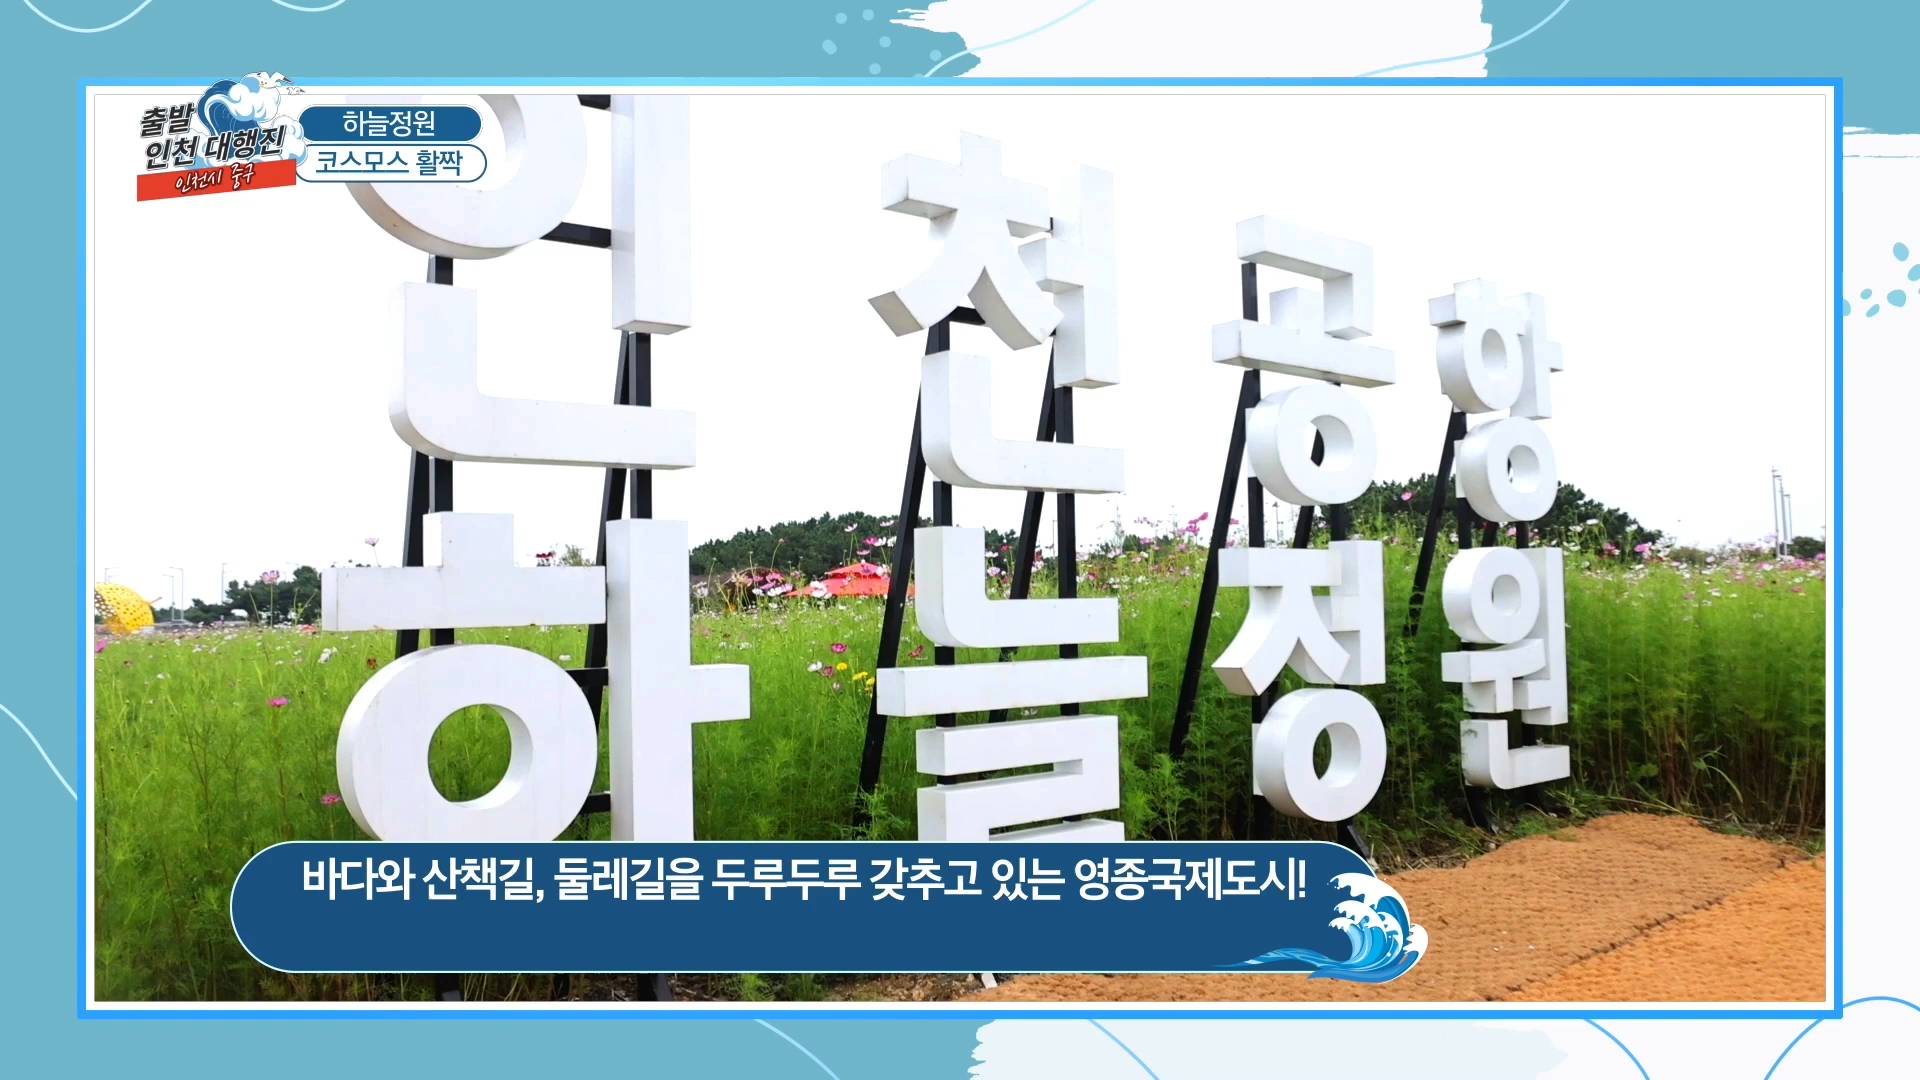 출발
인천 대행진
인천시 중구
하늘정원
코스모스 활짝
인천공항
하늘정원
바다와 산책길, 둘레길을 두루두루 갖추고 있는 영종국제도시!